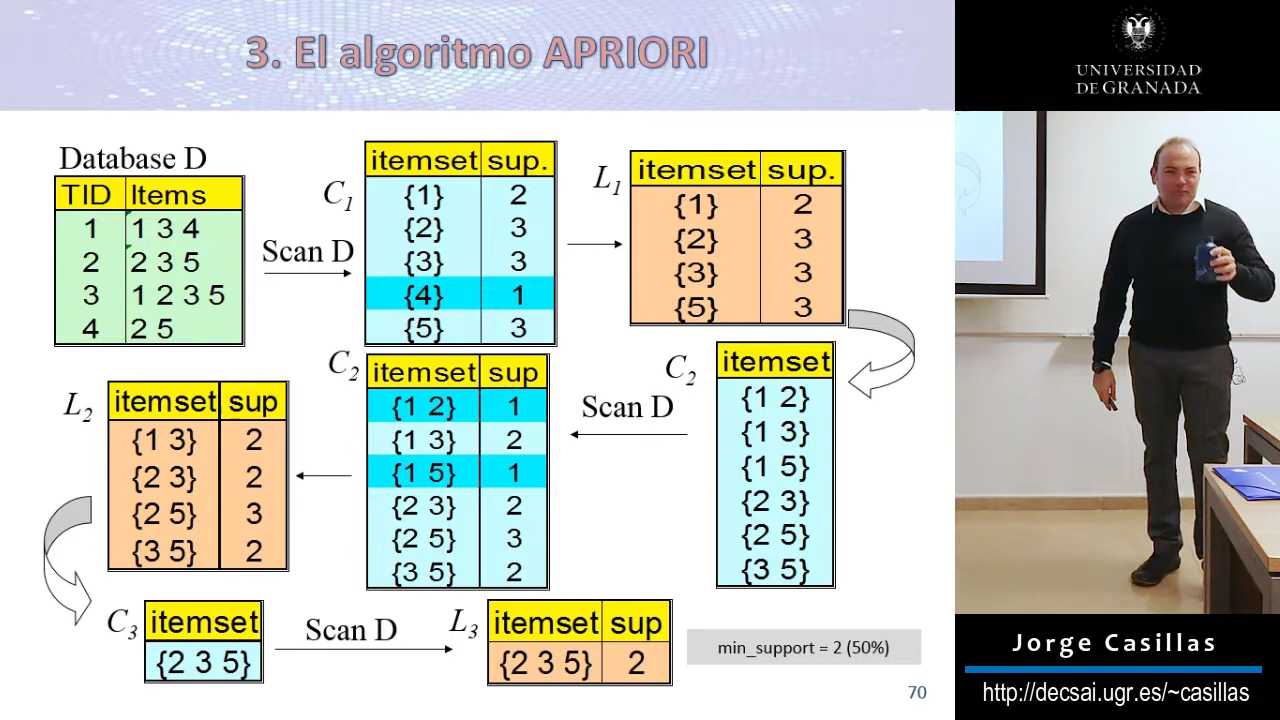 3. El algoritmo APRIORI
UNIVERSIDAD
DE GRANADA
Database D
TID Items
1 1 3 4
2 2 3 5
3 1 2 3 5
4 2 5
Scan D
C1
itemset sup.
{1} 2
{2} 3
{3} 3
{4} 1
{5} 3
L1
itemset sup.
{1} 2
{2} 3
{3} 3
{5} 3
C2
itemset
{1 2}
{1 3}
{1 5}
{2 3}
{2 5}
{3 5}
Scan D
C2
itemset sup
{1 2} 1
{1 3} 2
{1 5} 1
{2 3} 2
{2 5} 3
{3 5} 2
L2
itemset sup
{1 3} 2
{2 3} 2
{2 5} 3
{3 5} 2
C3
itemset
{2 3 5}
Scan D
L3
itemset sup
{2 3 5} 2
min_support = 2 (50%)
70
Jorge Casillas
http://decsai.ugr.es/~casillas